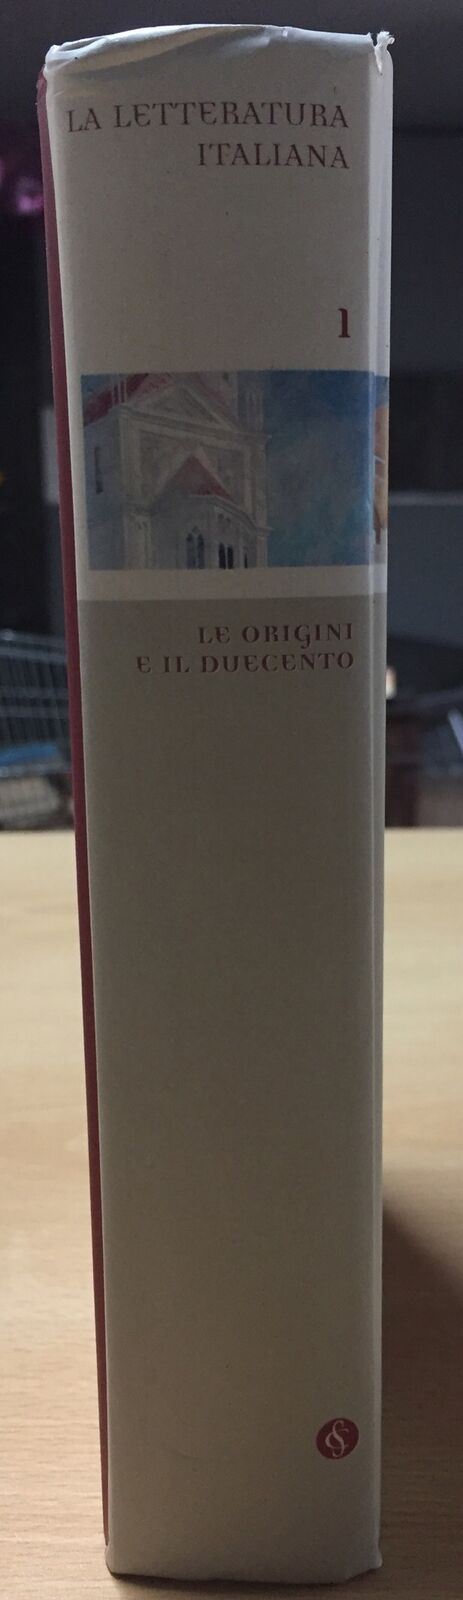 LA LETTERATURA
ITALIANA
1
LE ORIGINI
E IL DUECENTO